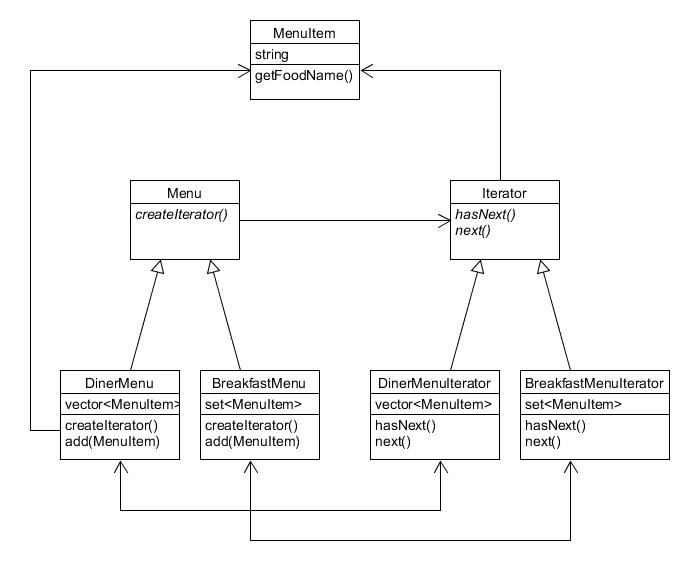 MenuItem
string
getFoodName()
Menu
createIterator()
Iterator
hasNext()
next()
DinerMenu
vector<MenuItem>
createIterator()
add(MenuItem)
BreakfastMenu
set<MenuItem>
createIterator()
add(MenuItem)
DinerMenuIterator
vector<MenuItem>
hasNext()
next()
BreakfastMenuIterator
set<MenuItem>
hasNext()
next()